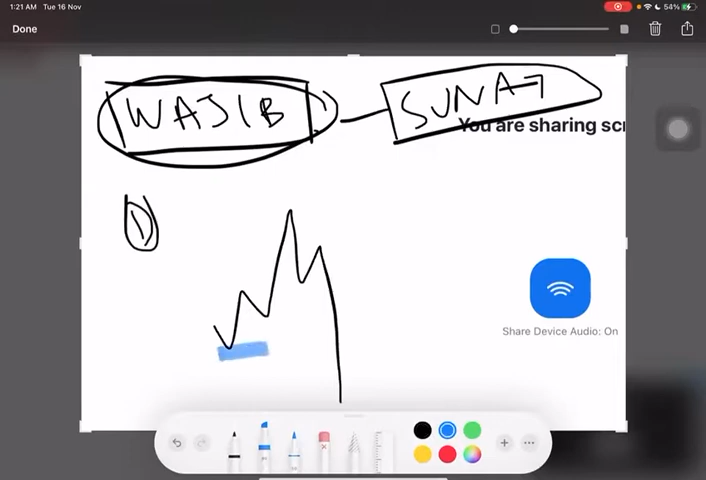 1:21 AM Tue 16 Nov 54%
Done
WAJIB SUNAT
You are sharing scr
1
Share Device Audio: On